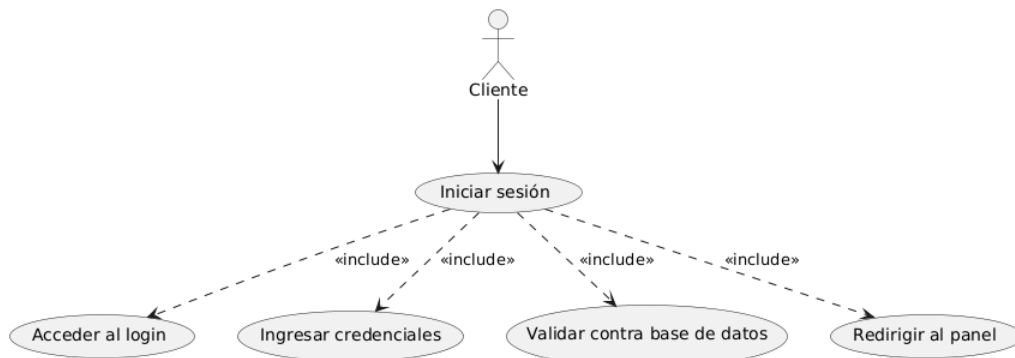 Cliente
Iniciar sesión
«include» «include» «include» «include»
Acceder al login
Ingresar credenciales
Validar contra base de datos
Redirigir al panel